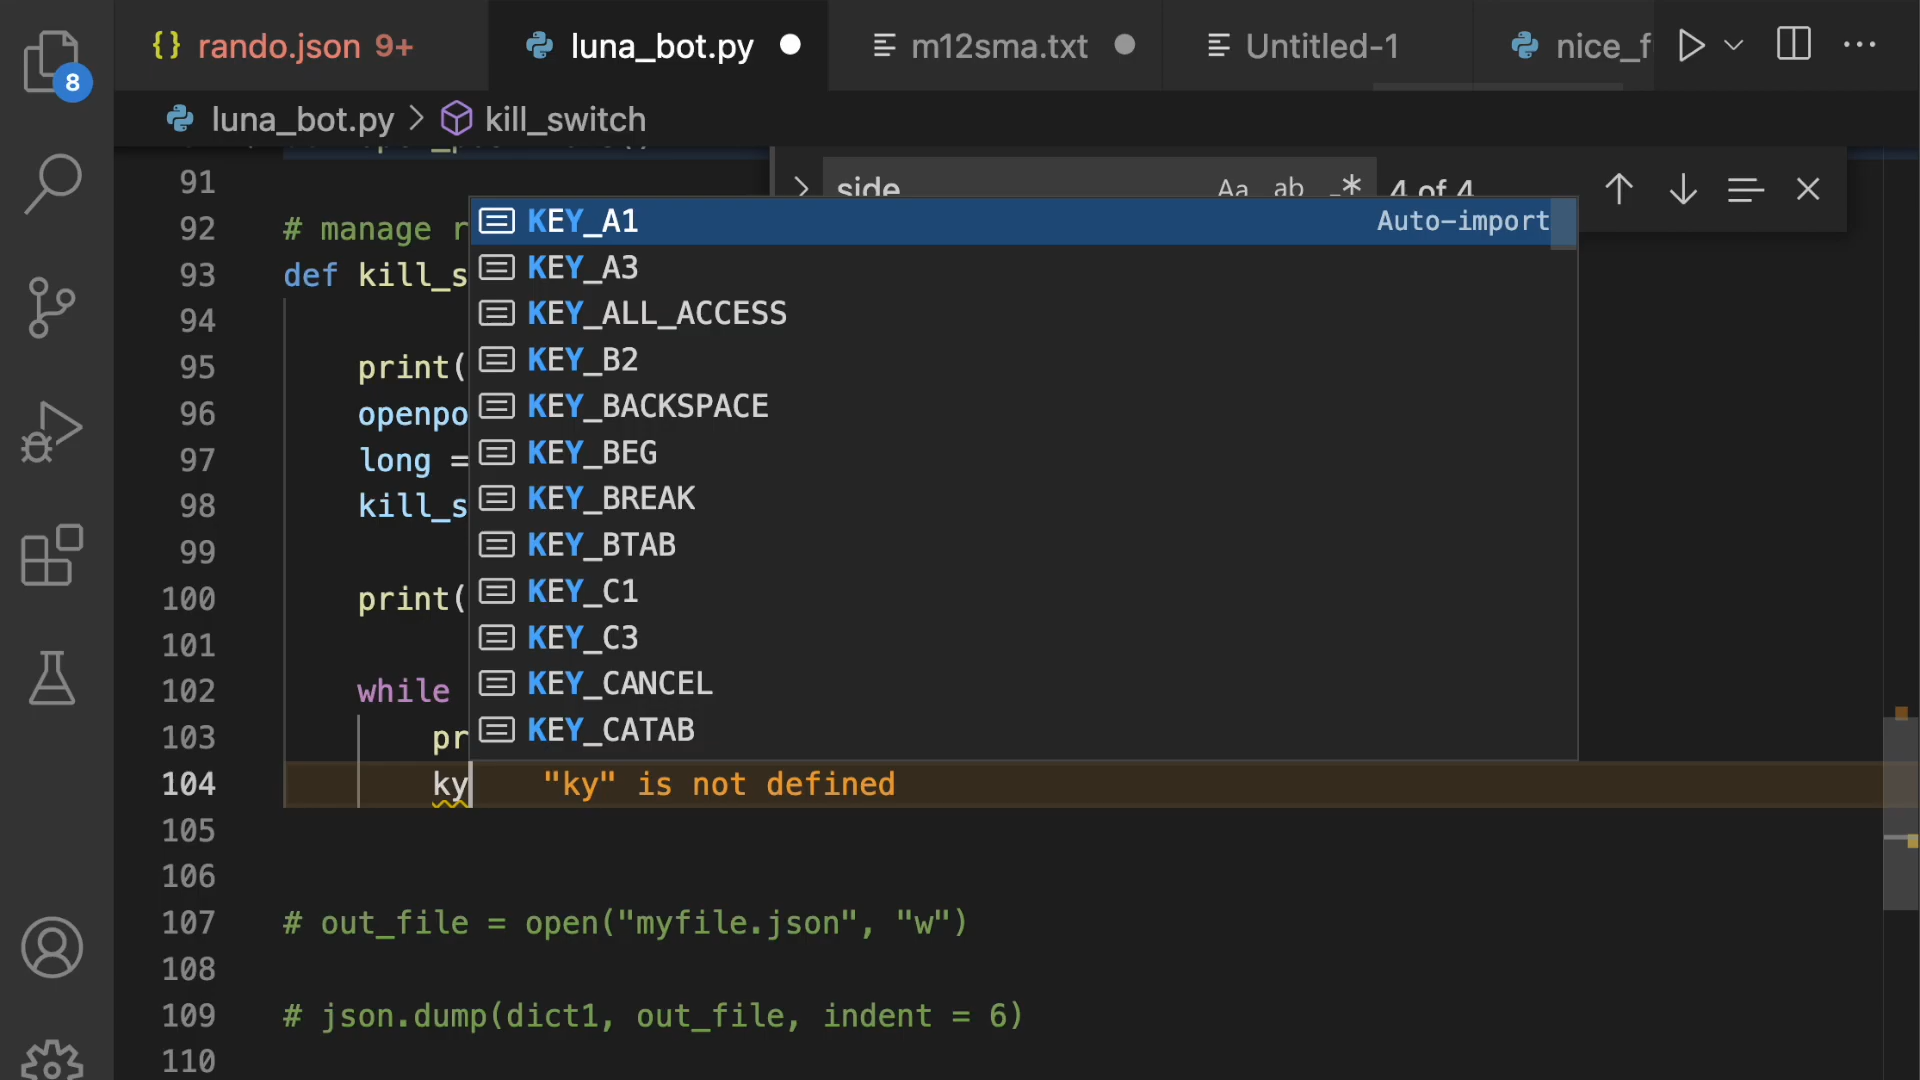 {} rando.json 9+ luna_bot.py m12sma.txt Untitled-1 nice_f
8
luna_bot.py > kill_switch
side Aa ab .* 4 of 4
91
92 # manage r
93 def kill_s
94
95 print(
96 openpo
97 long =
98 kill_s
99
100 print(
101
102 while
103 pr
104 ky "ky" is not defined
105
106
107 # out_file = open("myfile.json", "w")
108
109 # json.dump(dict1, out_file, indent = 6)
110
KEY_A1 Auto-import
KEY_A3
KEY_ALL_ACCESS
KEY_B2
KEY_BACKSPACE
KEY_BEG
KEY_BREAK
KEY_BTAB
KEY_C1
KEY_C3
KEY_CANCEL
KEY_CATAB